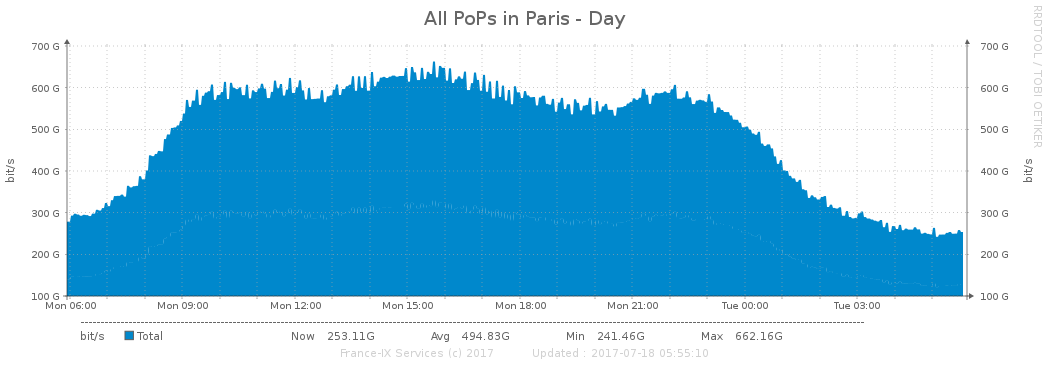 All PoPs in Paris - Day
RRDTOOL / TOBI OETIKER
700 G 700 G
600 G 600 G
500 G 500 G
400 G 400 G
300 G 300 G
200 G 200 G
100 G 100 G
bit/s bit/s
Mon 06:00 Mon 09:00 Mon 12:00 Mon 15:00 Mon 18:00 Mon 21:00 Tue 00:00 Tue 03:00
bit/s Total Now 253.11G Avg 494.83G Min 241.46G Max 662.16G
France-IX Services (c) 2017 Updated : 2017-07-18 05:55:10